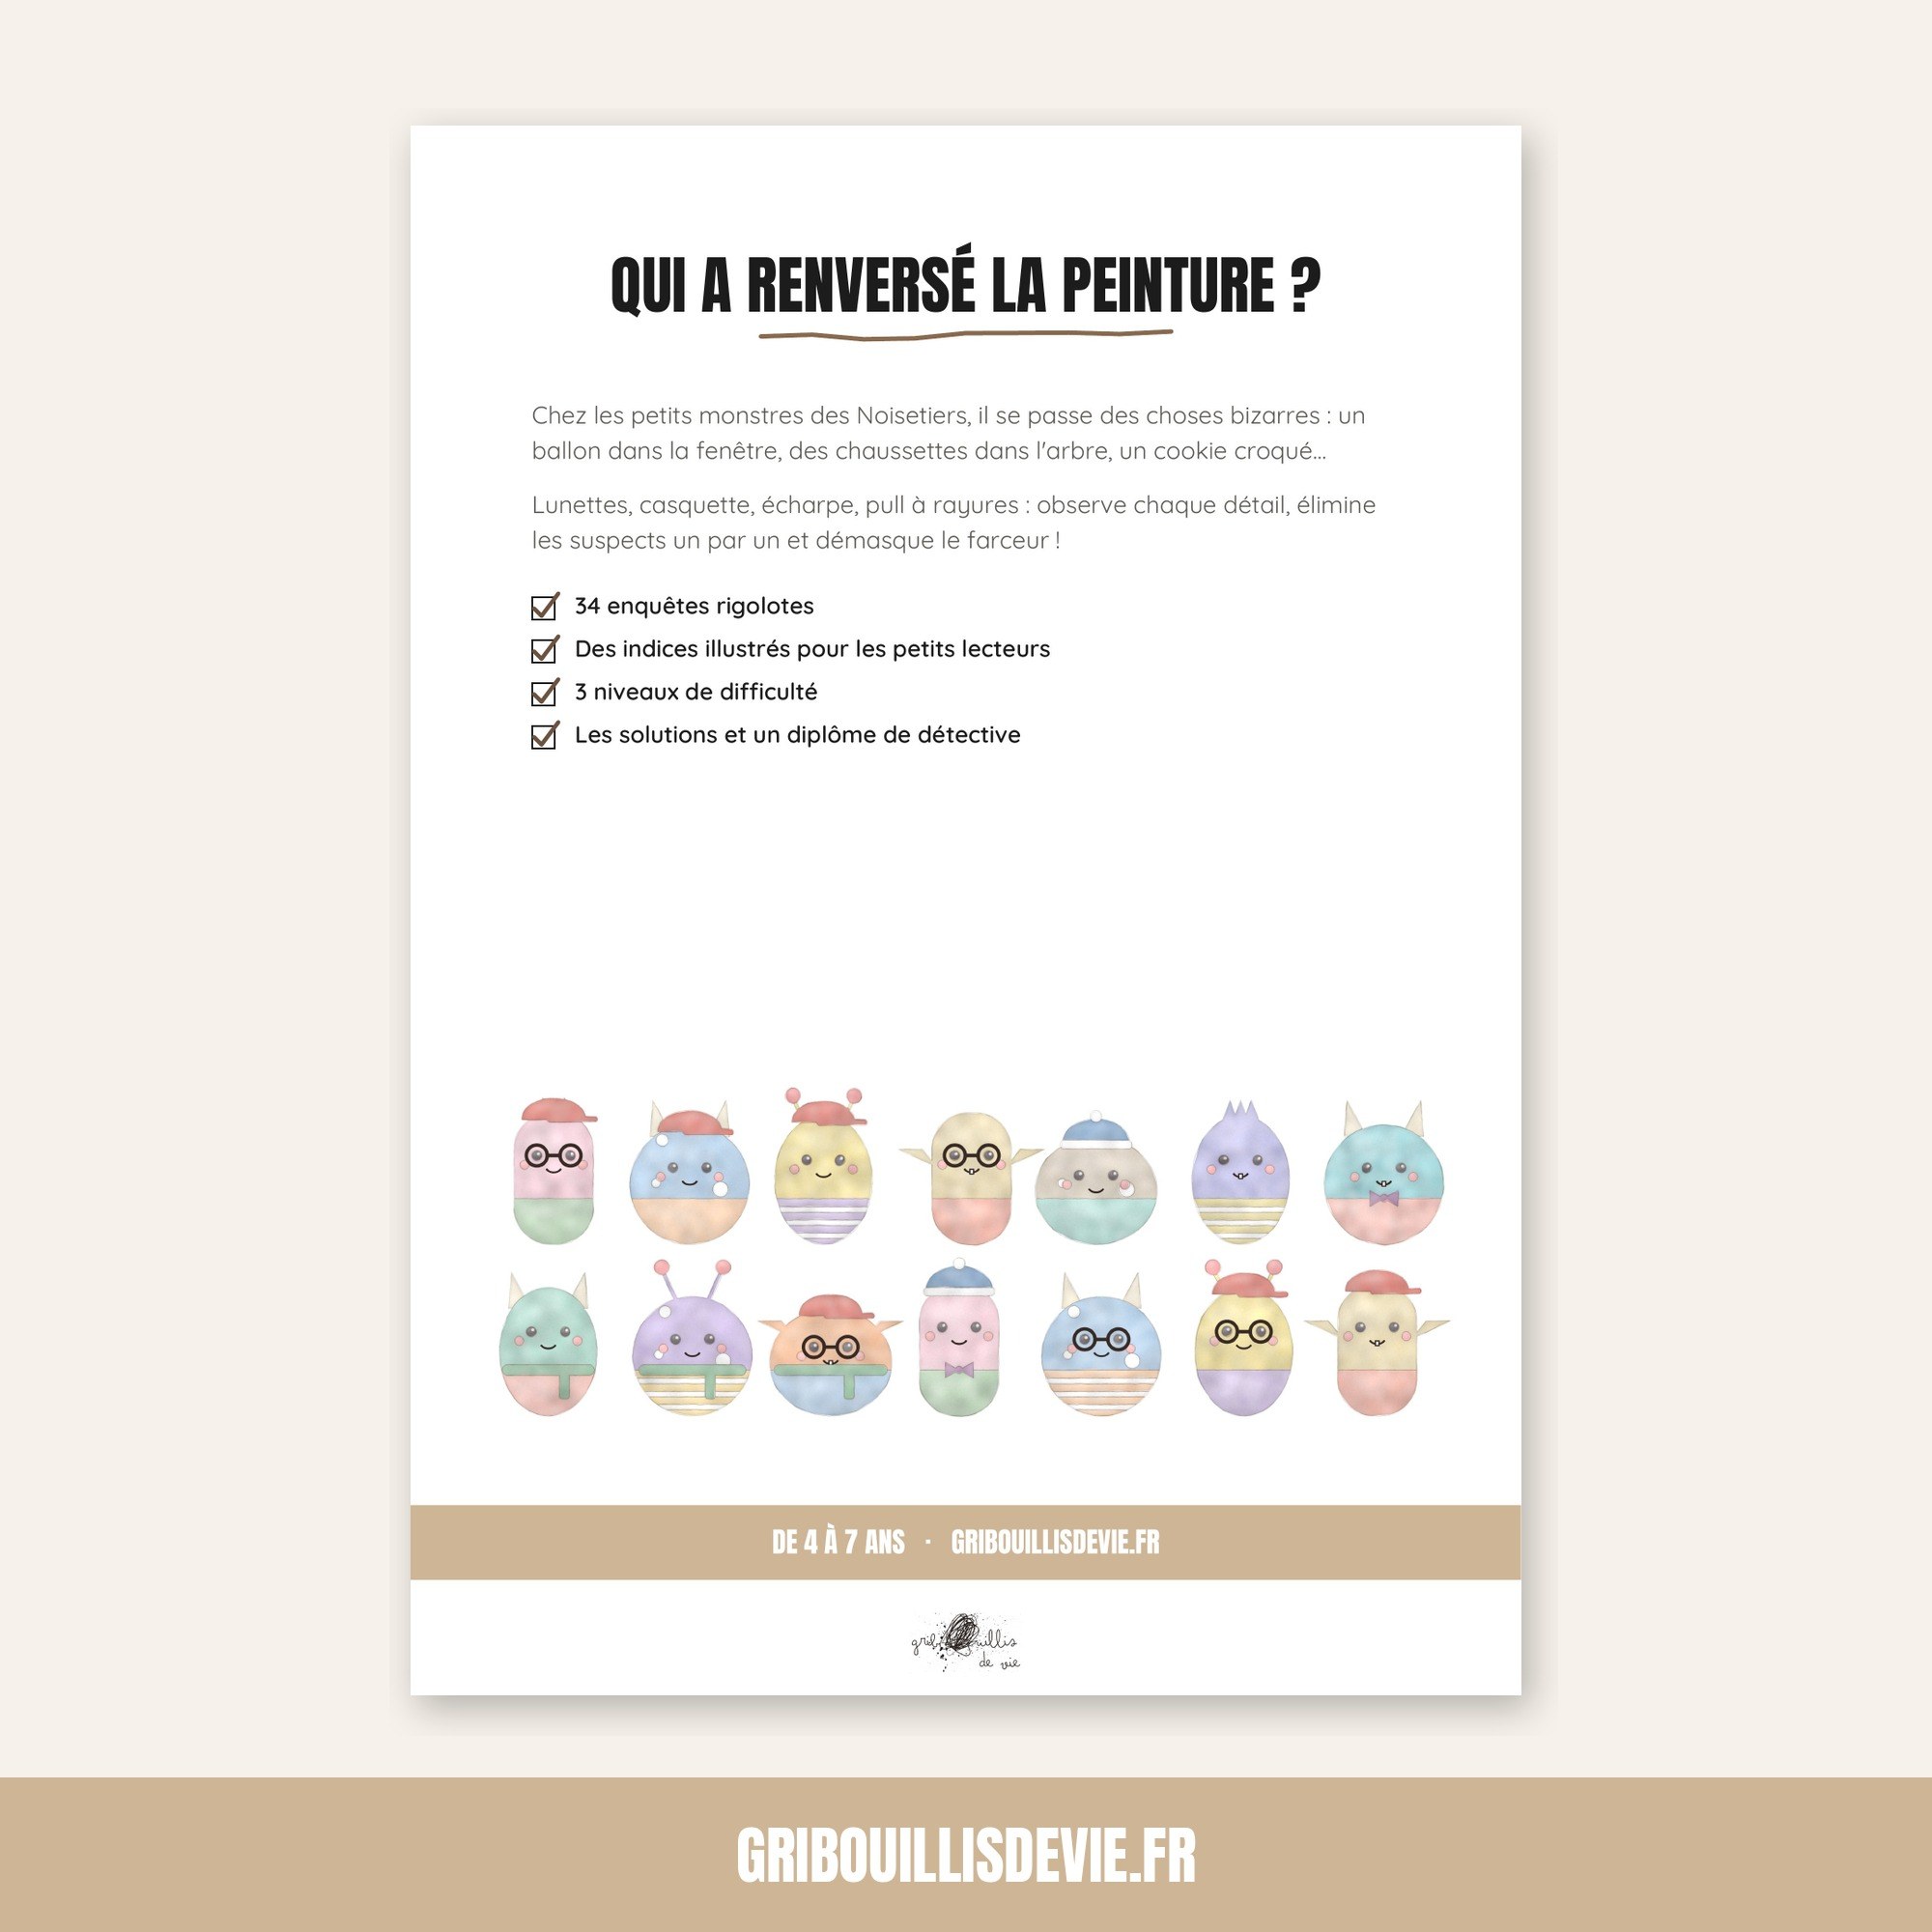 QUI A RENVERSÉ LA PEINTURE ?
Chez les petits monstres des Noisetiers, il se passe des choses bizarres : un
ballon dans la fenêtre, des chaussettes dans l'arbre, un cookie croqué...
Lunettes, casquette, écharpe, pull à rayures : observe chaque détail, élimine
les suspects un par un et démasque le farceur !
34 enquêtes rigolotes
Des indices illustrés pour les petits lecteurs
3 niveaux de difficulté
Les solutions et un diplôme de détective
DE 4 À 7 ANS · GRIBOUILLISDEVIE.FR
gribouillis
de vie
GRIBOUILLISDEVIE.FR